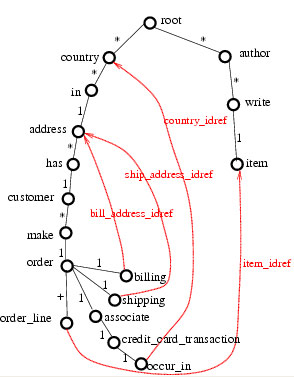 root
* *
country author
* *
in country_idref write
1 1
address item
*
has ship_address_idref
1
customer bill_address_idref
*
make
1
order 1 billing item_idref
1 shipping
+ 1 associate
order_line 1 credit_card_transaction
1 occur_in